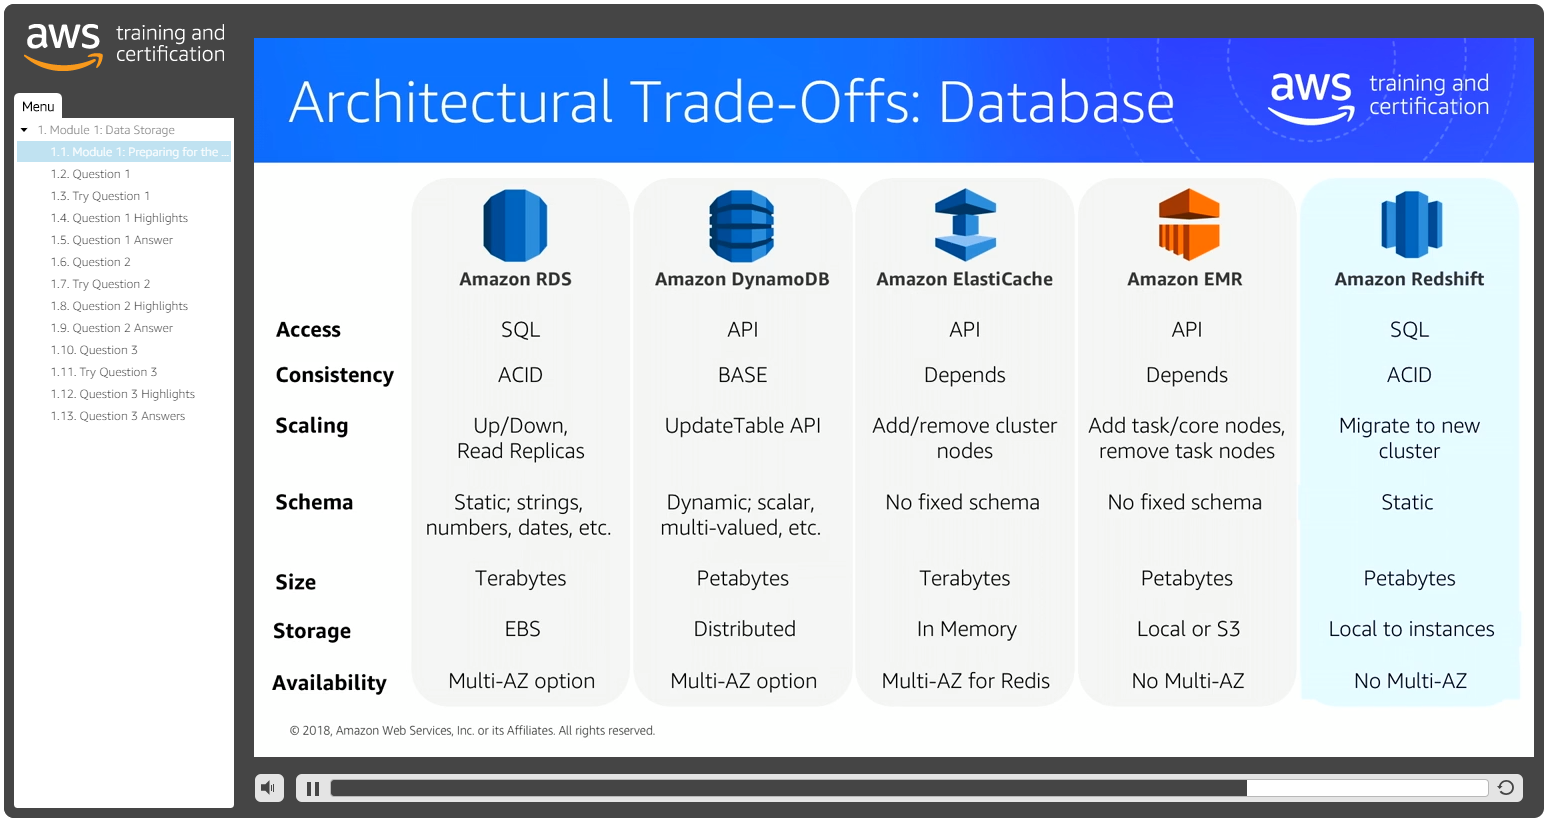 aws training and certification
Menu
1. Module 1: Data Storage
1.1. Module 1: Preparing for the ...
1.2. Question 1
1.3. Try Question 1
1.4. Question 1 Highlights
1.5. Question 1 Answer
1.6. Question 2
1.7. Try Question 2
1.8. Question 2 Highlights
1.9. Question 2 Answer
1.10. Question 3
1.11. Try Question 3
1.12. Question 3 Highlights
1.13. Question 3 Answers
Architectural Trade-Offs: Database
aws training and certification
Amazon RDS Amazon DynamoDB Amazon ElastiCache Amazon EMR Amazon Redshift
Access SQL API API API SQL
Consistency ACID BASE Depends Depends ACID
Scaling Up/Down, UpdateTable API Add/remove cluster Add task/core nodes, Migrate to new
Read Replicas nodes remove task nodes cluster
Schema Static; strings, Dynamic; scalar, No fixed schema No fixed schema Static
numbers, dates, etc. multi-valued, etc.
Size Terabytes Petabytes Terabytes Petabytes Petabytes
Storage EBS Distributed In Memory Local or S3 Local to instances
Availability Multi-AZ option Multi-AZ option Multi-AZ for Redis No Multi-AZ No Multi-AZ
© 2018, Amazon Web Services, Inc. or its Affiliates. All rights reserved.